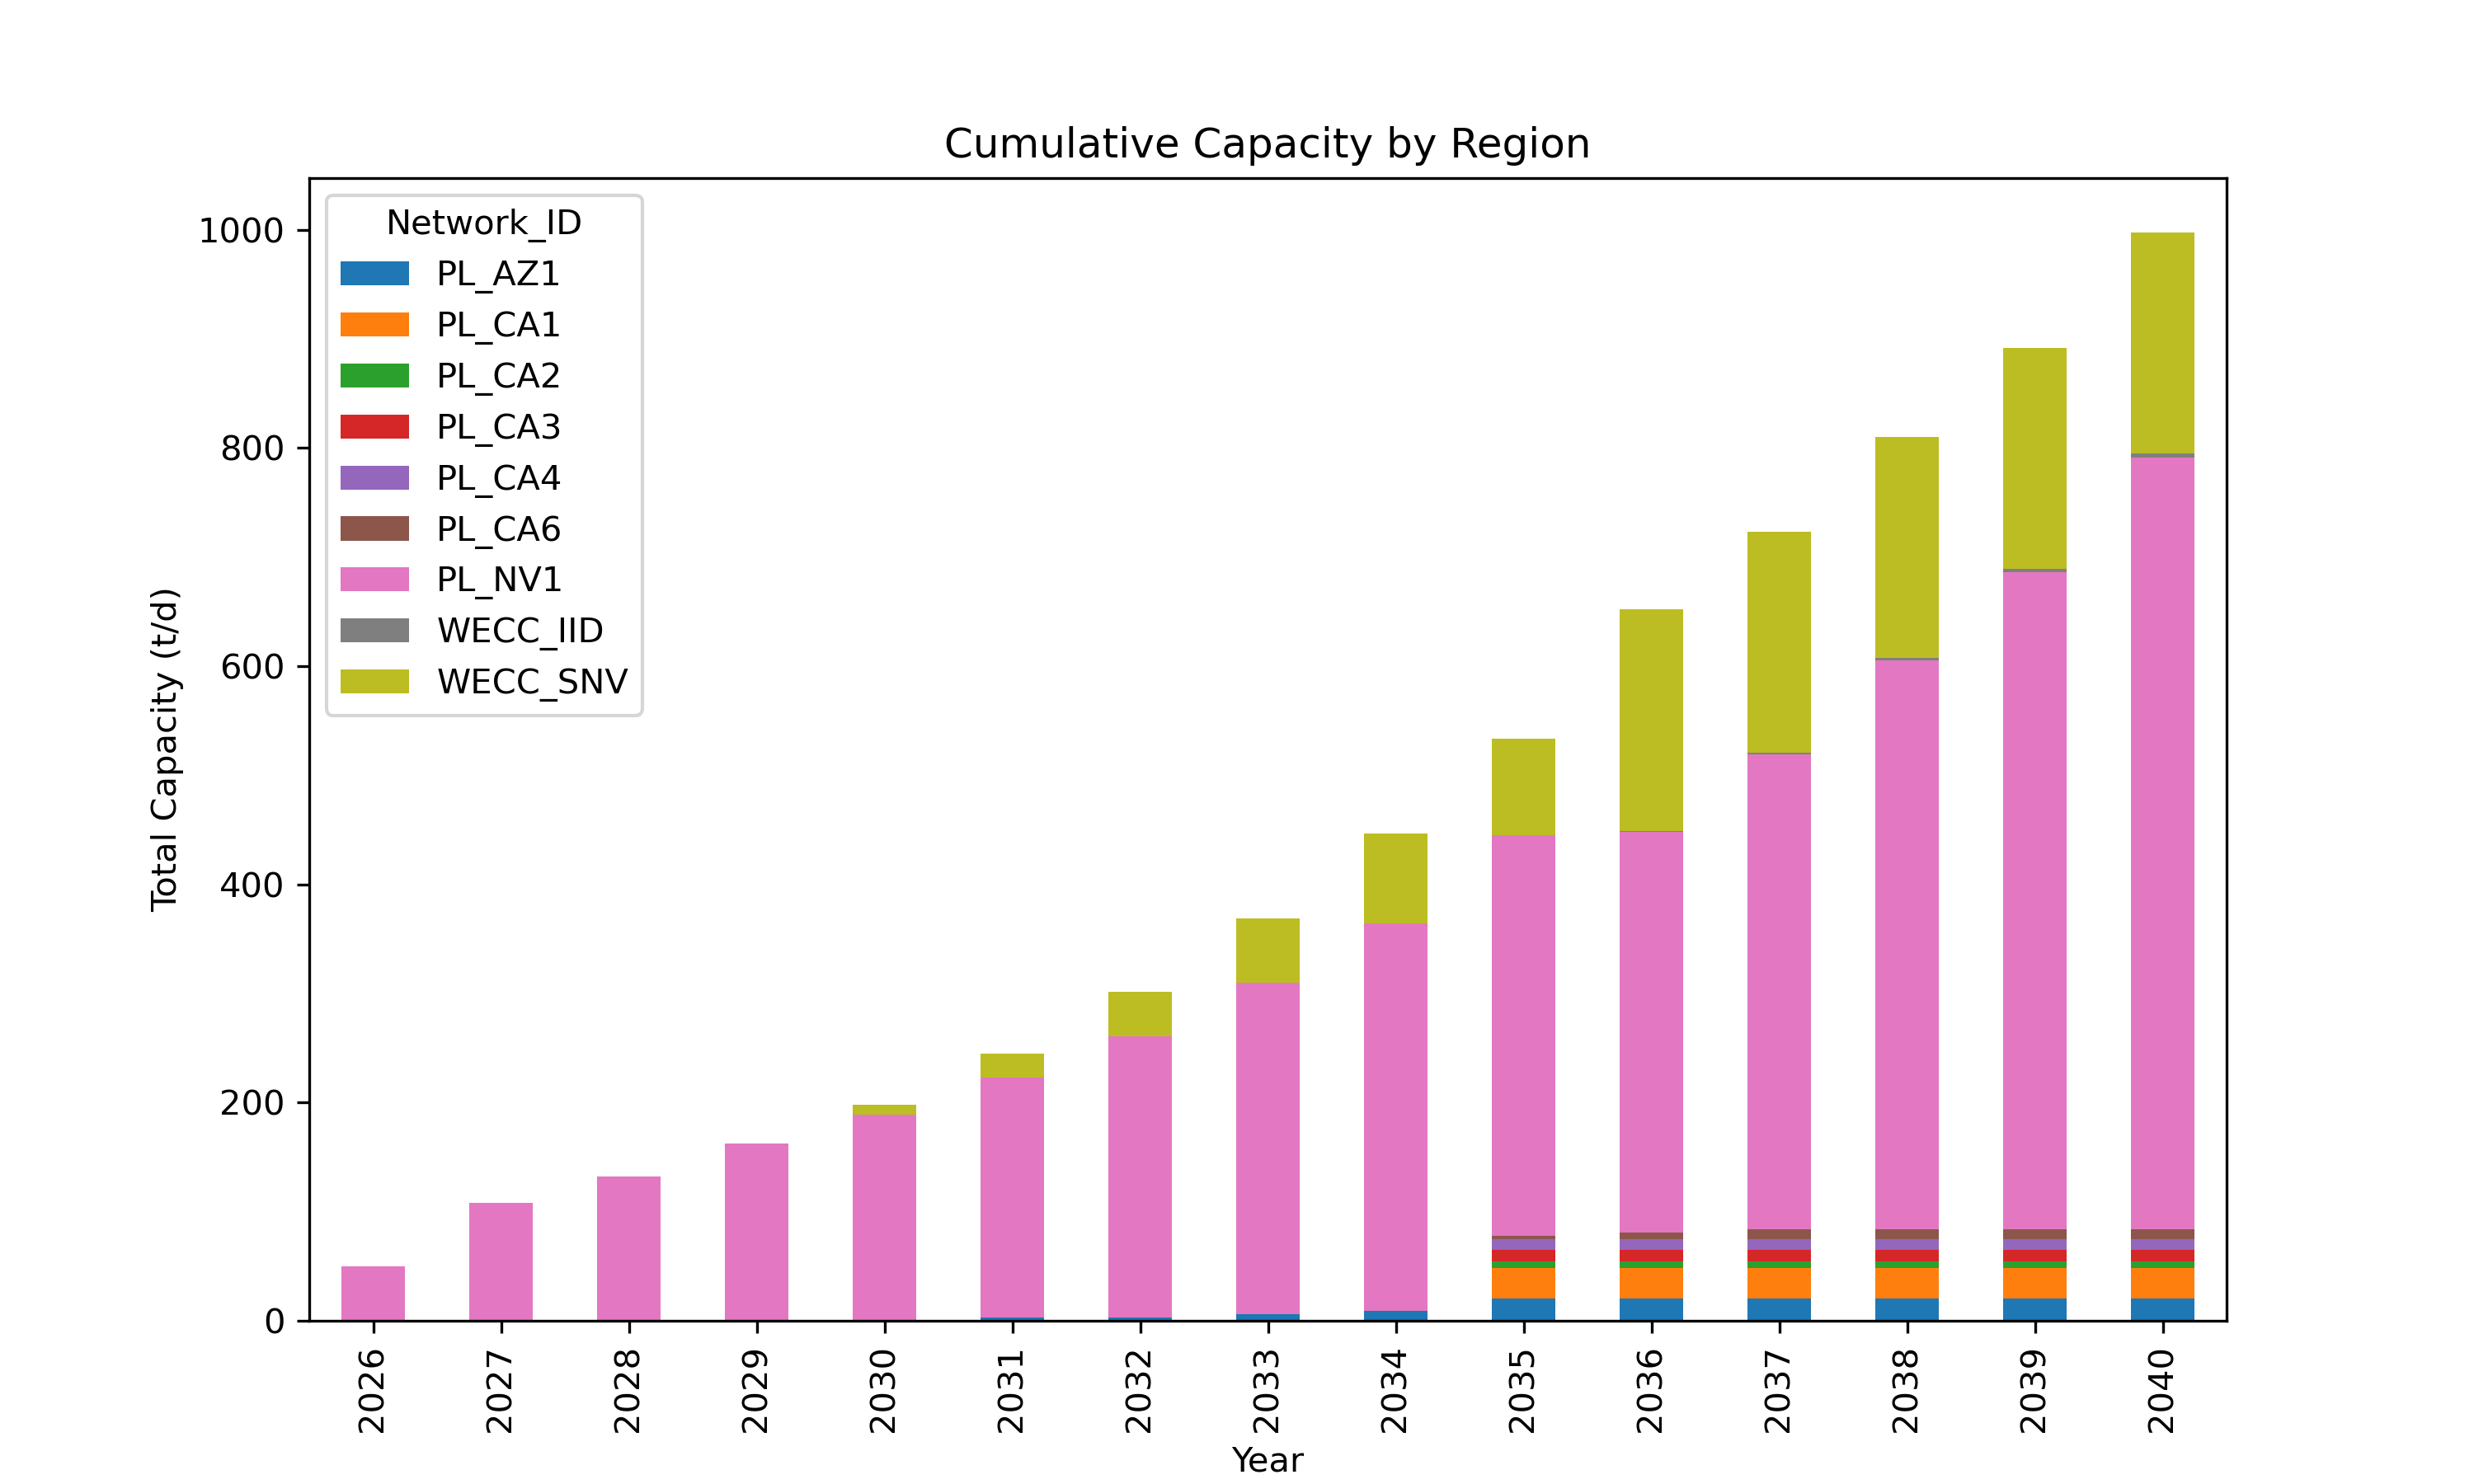 Cumulative Capacity by Region
Network_ID
PL_AZ1
PL_CA1
PL_CA2
PL_CA3
PL_CA4
PL_CA6
PL_NV1
WECC_IID
WECC_SNV
Total Capacity (t/d)
1000
800
600
400
200
0
2026
2027
2028
2029
2030
2031
2032
2033
2034
2035
2036
2037
2038
2039
2040
Year